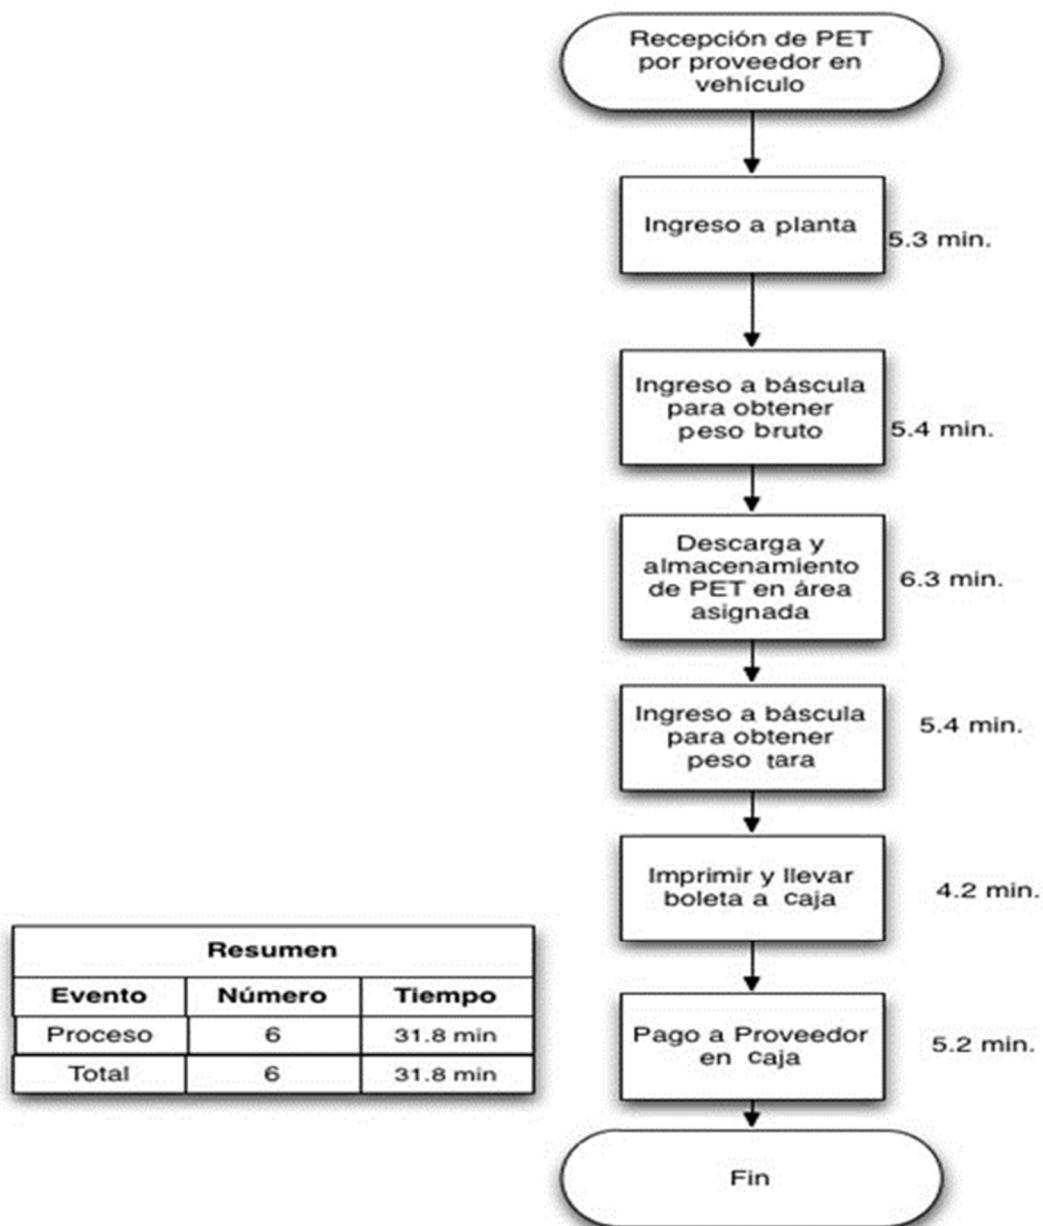 Recepción de PET
por proveedor en
vehículo
Ingreso a planta
5.3 min.
Ingreso a báscula
para obtener
peso bruto
5.4 min.
Descarga y
almacenamiento
de PET en área
asignada
6.3 min.
Ingreso a báscula
para obtener
peso tara
5.4 min.
Imprimir y llevar
boleta a caja
4.2 min.
Pago a Proveedor
en caja
5.2 min.
Fin
Resumen
Evento Número Tiempo
Proceso 6 31.8 min
Total 6 31.8 min